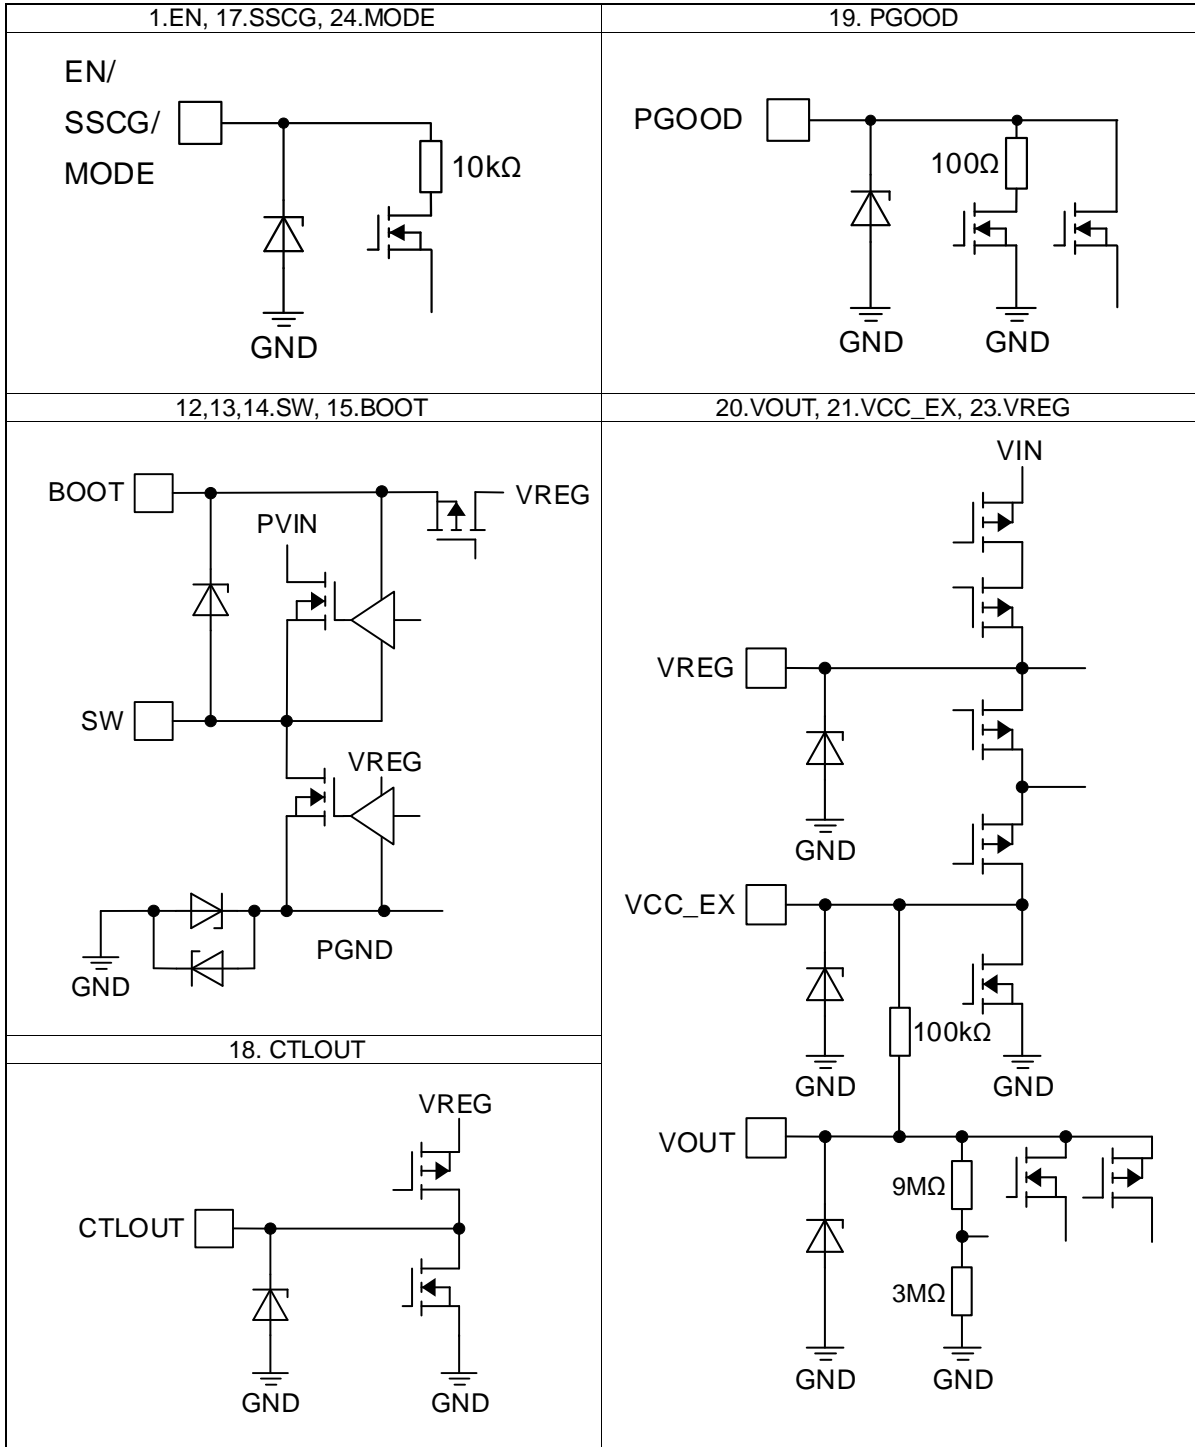 1.EN, 17.SSCG, 24.MODE
EN/
SSCG/
MODE
10kΩ
GND
19. PGOOD
PGOOD
100Ω
GND
GND
12,13,14.SW, 15.BOOT
BOOT
VREG
PVIN
SW
VREG
PGND
GND
18. CTLOUT
VREG
CTLOUT
GND
GND
20.VOUT, 21.VCC_EX, 23.VREG
VIN
VREG
GND
VCC_EX
100kΩ
GND
GND
VOUT
9MΩ
3MΩ
GND
GND